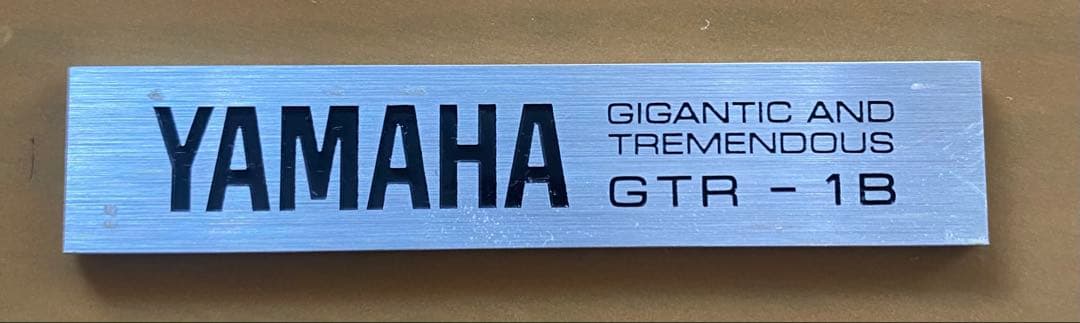 YAMAHA
GIGANTIC AND
TREMENDOUS
GTR - 1B